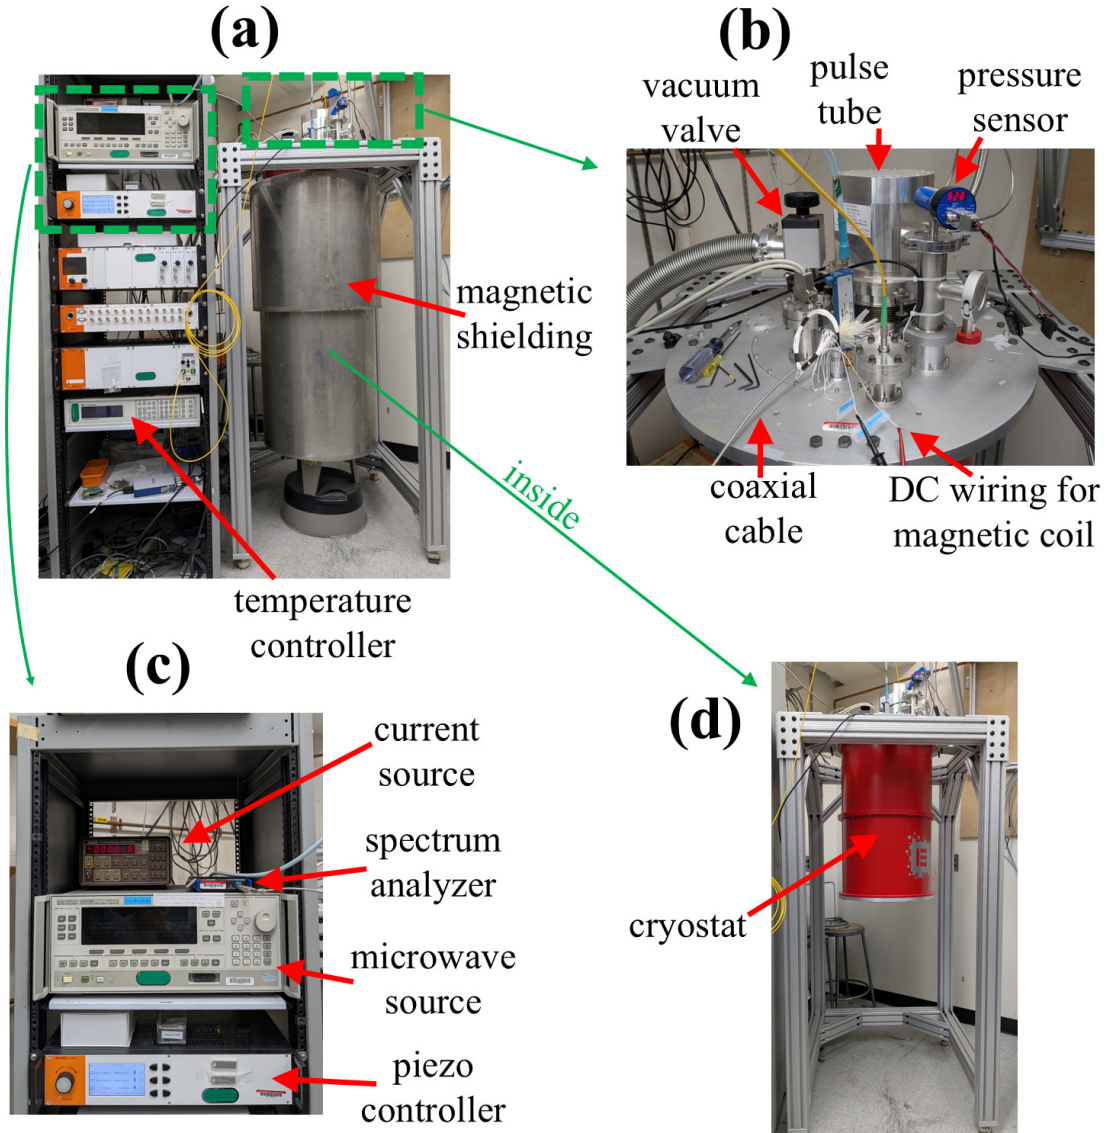 (a)
(b)
vacuum
valve
pulse
tube
pressure
sensor
magnetic
shielding
inside
coaxial
cable
DC wiring for
magnetic coil
temperature
controller
(c)
current
source
spectrum
analyzer
microwave
source
piezo
controller
(d)
cryostat
928
E